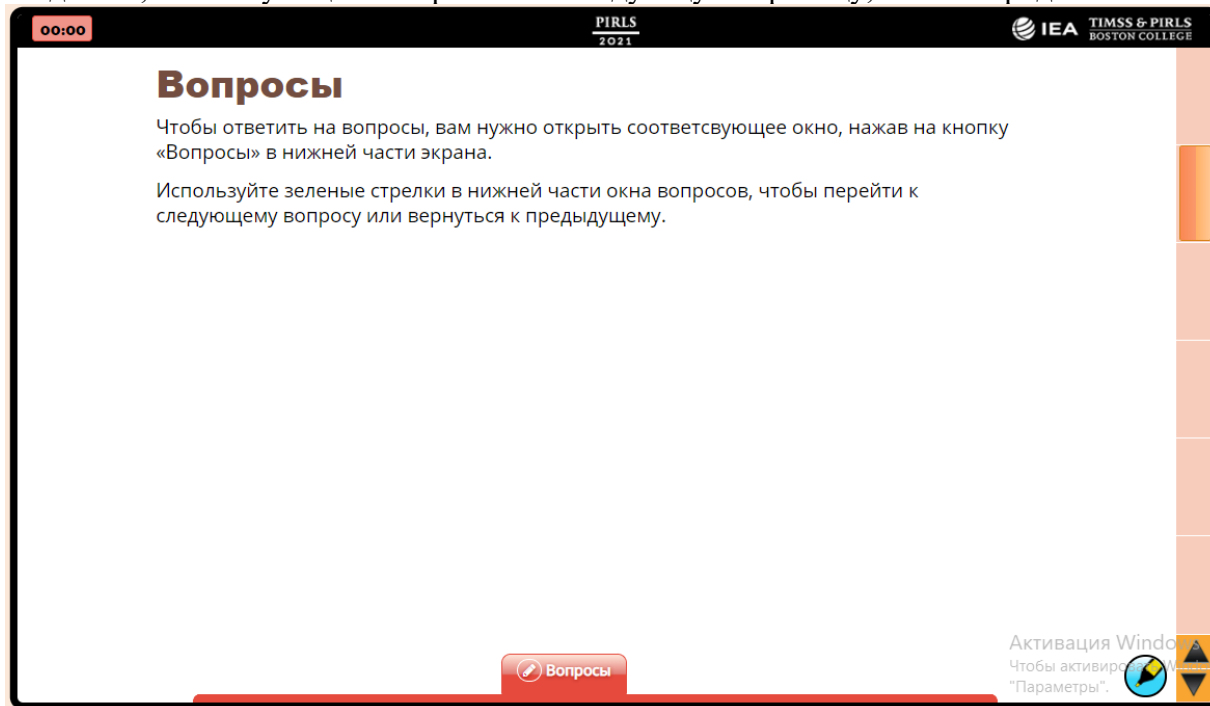 00:00
PIRLS
2021
IEA
TIMSS & PIRLS
BOSTON COLLEGE
Вопросы
Чтобы ответить на вопросы, вам нужно открыть соответсвующее окно, нажав на кнопку
«Вопросы» в нижней части экрана.
Используйте зеленые стрелки в нижней части окна вопросов, чтобы перейти к
следующему вопросу или вернуться к предыдущему.
Вопросы
Активация Windows
Чтобы
"Параметры".